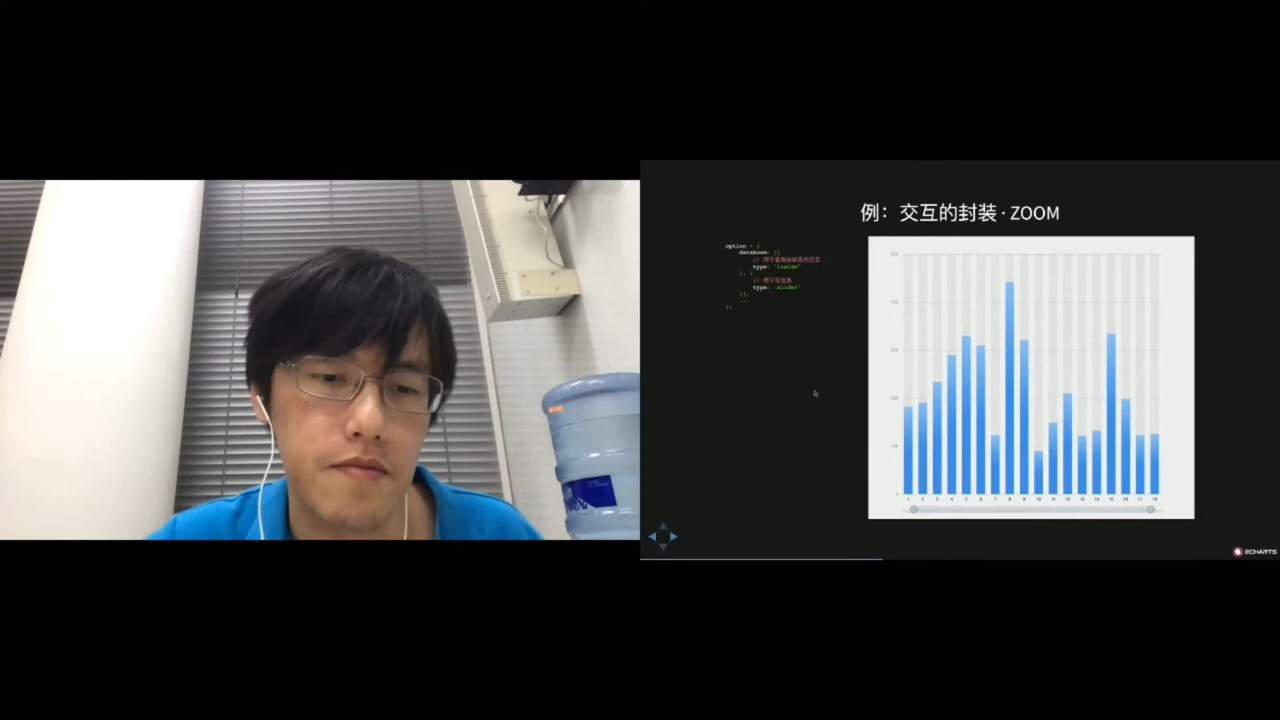 例：交互的封装 · ZOOM
option = {
dataZoom: [{
type: 'inside'
}, {
type: 'slider'
}],
...
};
1 2 3 4 5 6 7 8 9 10 11 12 13 14 15 16 17 18
ECHARTS